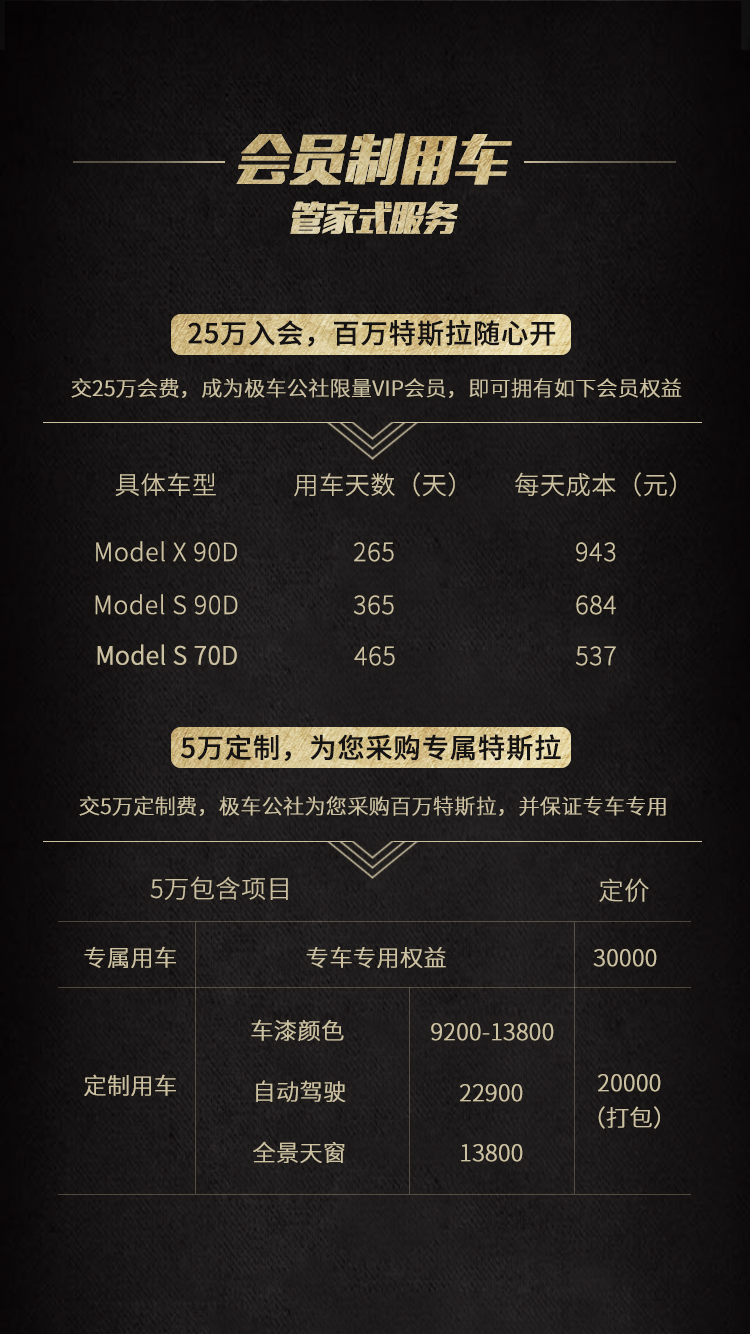 会员制用车
管家式服务
25万入会，百万特斯拉随心开
交25万会费，成为极车公社限量VIP会员，即可拥有如下会员权益
具体车型 用车天数（天） 每天成本（元）
Model X 90D 265 943
Model S 90D 365 684
Model S 70D 465 537
5万定制，为您采购专属特斯拉
交5万定制费，极车公社为您采购百万特斯拉，并保证专车专用
5万包含项目 定价
专属用车 专车专用权益 30000
车漆颜色 9200-13800
定制用车 自动驾驶 22900 20000
（打包）
全景天窗 13800